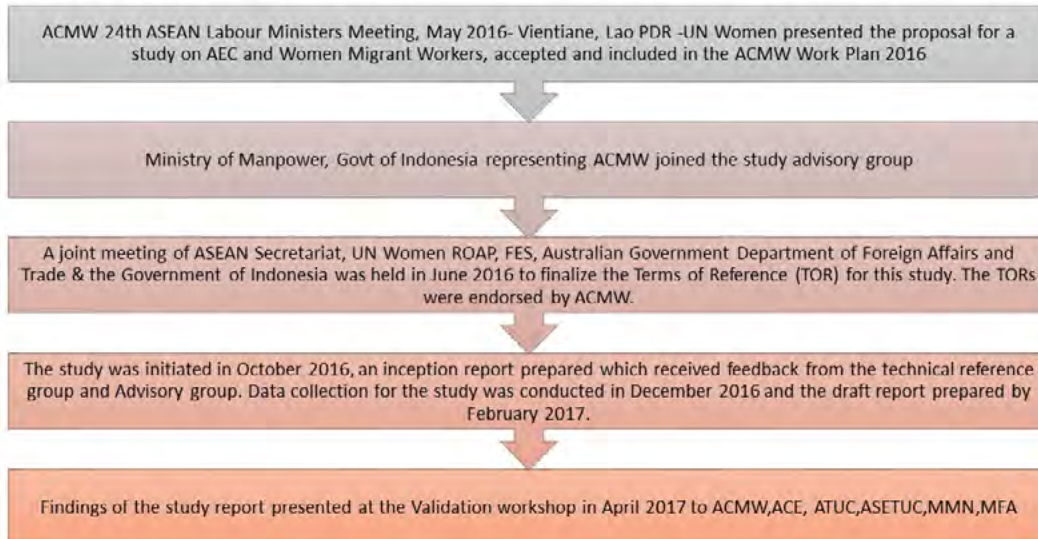 ACMW 24th ASEAN Labour Ministers Meeting, May 2016- Vientiane, Lao PDR -UN Women presented the proposal for a
study on AEC and Women Migrant Workers, accepted and included in the ACMW Work Plan 2016
Ministry of Manpower, Govt of Indonesia representing ACMW joined the study advisory group
A joint meeting of ASEAN Secretariat, UN Women ROAP, FES, Australian Government Department of Foreign Affairs and
Trade & the Government of Indonesia was held in June 2016 to finalize the Terms of Reference (TOR) for this study. The TORs
were endorsed by ACMW.
The study was initiated in October 2016, an inception report prepared which received feedback from the technical reference
group and Advisory group. Data collection for the study was conducted in December 2016 and the draft report prepared by
February 2017.
Findings of the study report presented at the Validation workshop in April 2017 to ACMW,ACE, ATUC,ASETUC,MMN,MFA